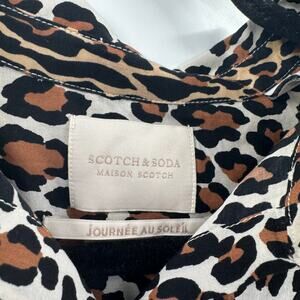 SCOTCH & SODA
MAISON SCOTCH
JOURNÉE AU SOLEIL